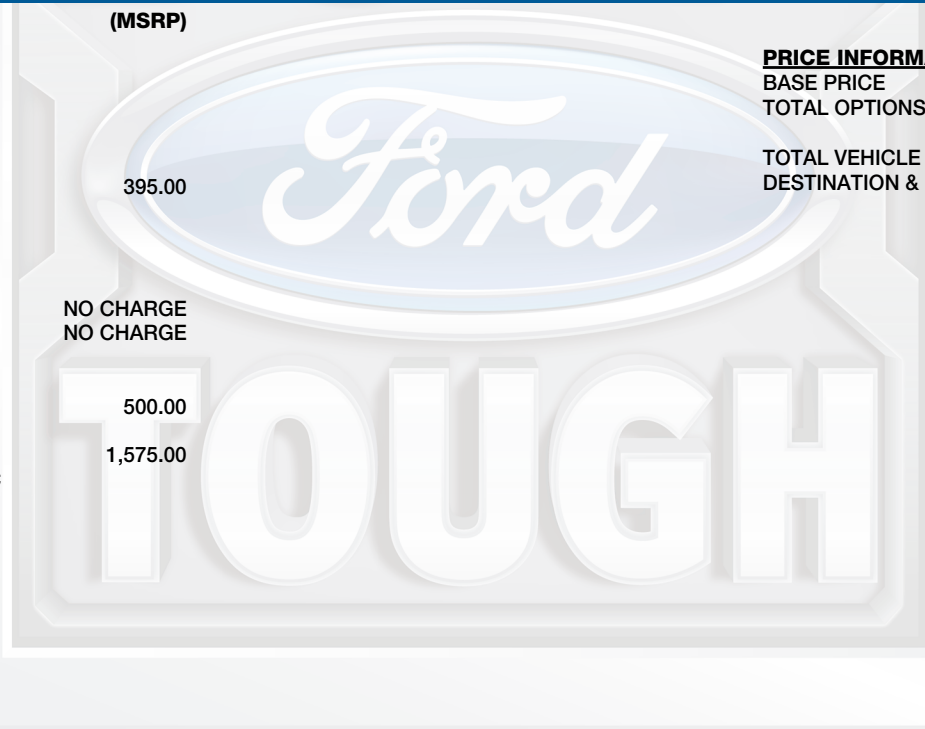 (MSRP)
395.00
NO CHARGE
NO CHARGE
500.00
1,575.00
PRICE INFORMA
BASE PRICE
TOTAL OPTIONS
TOTAL VEHICLE
DESTINATION &
Ford
TOUGH